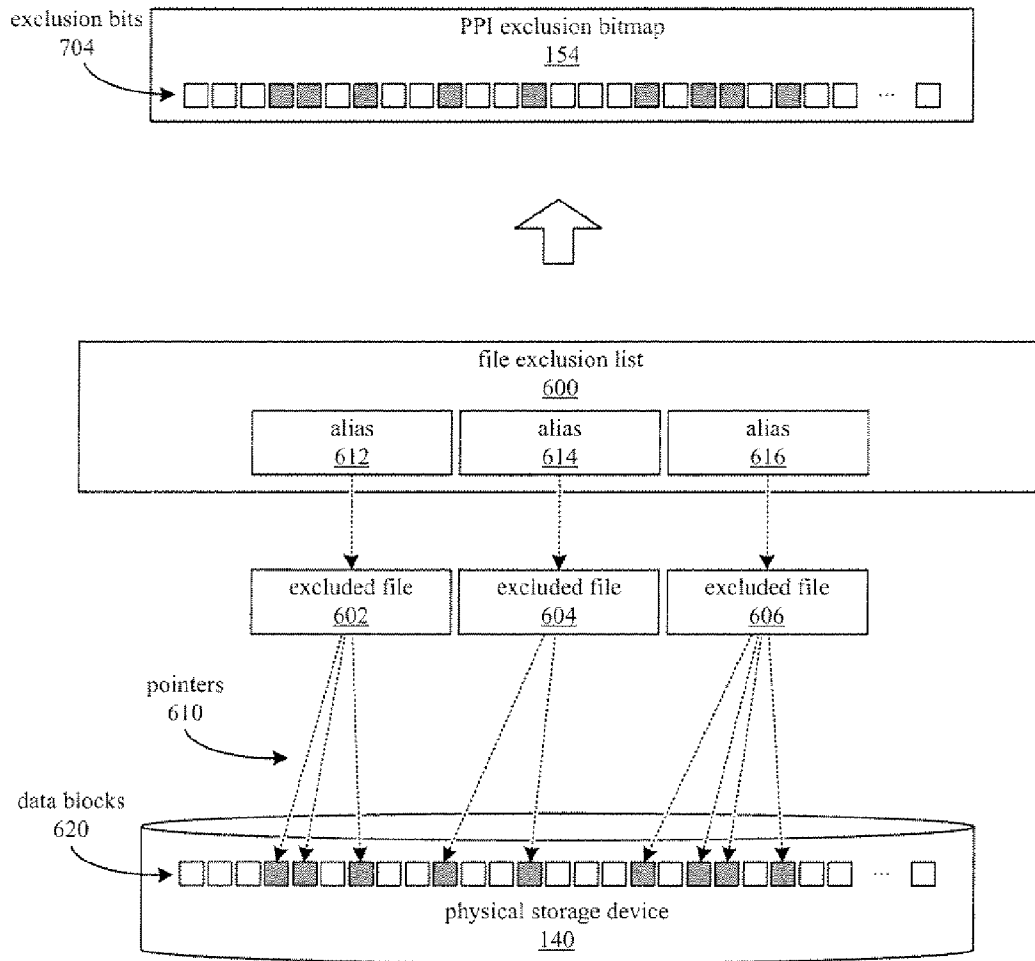 exclusion bits
704
PPI exclusion bitmap
154
...
file exclusion list
600
alias
612
alias
614
alias
616
excluded file
602
excluded file
604
excluded file
606
pointers
610
data blocks
620
...
physical storage device
140